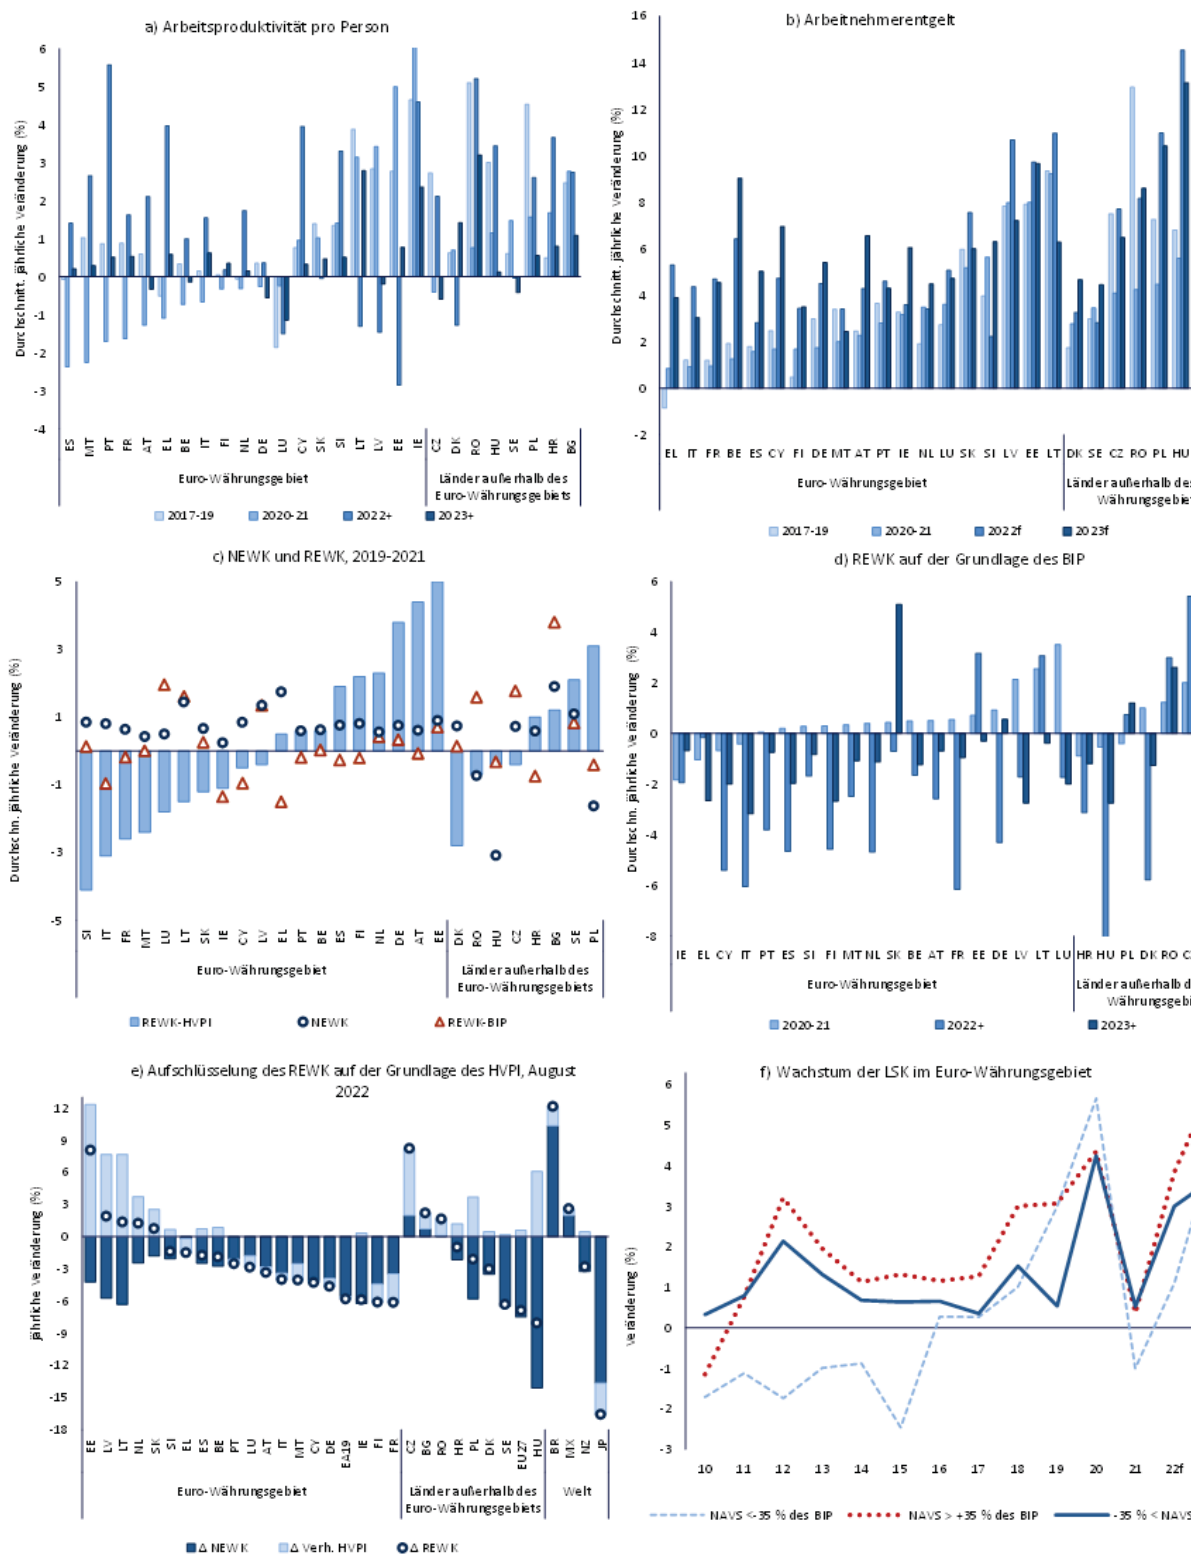 a) Arbeitsproduktivität pro Person
Durchschnitt. jährliche Veränderung (%)
6
5
4
3
2
1
0
-1
-2
-3
-4
ES MT PT FR AT EL BE IT FI NL DE LU CY SK SI LT LV EE IE CZ DK RO HU SE PL HR BG
Euro-Währungsgebiet
Länder außerhalb des
Euro-Währungsgebiets
2017-19 2020-21 2022+ 2023+
b) Arbeitnehmerentgelt
Durchschnitt. jährliche Veränderung (%)
16
14
12
10
8
6
4
2
0
-2
EL IT FR BE ES CY FI DE MT AT PT IE NL LU SK SI LV EE LT DK SE CZ RO PL HU
Euro-Währungsgebiet
Länder außerhalb des
Währungsgebiet
2017-19 2020-21 2022f 2023f
c) NEWK und REWK, 2019-2021
Durchschn. jährliche Veränderung (%)
5
3
1
-1
-3
-5
SI IT FR MT LU LT SK IE CY LV EL PT BE ES FI NL DE AT EE DK RO HU CZ HR BG SE PL
Euro-Währungsgebiet
Länder außerhalb des
Euro-Währungsgebiets
REWK-HVPI NEWK REWK-BIP
d) REWK auf der Grundlage des BIP
Durchschn. jährliche Veränderung (%)
6
4
2
0
-2
-4
-6
-8
IE EL CY IT PT ES SI FI MT NL SK BE AT FR EE DE LV LT LU HR HU PL DK RO CZ
Euro-Währungsgebiet
Länder außerhalb d
Währungsgebi
2020-21 2022+ 2023+
e) Aufschlüsselung des REWK auf der Grundlage des HVPI, August
2022
jährliche Veränderung (%)
12
9
6
3
0
-3
-6
-9
-12
-15
-18
EE LV LT NL SK SI EL ES BE PT LU AT IT MT CY DE EA19 IE FI FR CZ BG RO HR PL DK SE EU27 HU BR MX NZ JP
Euro-Währungsgebiet
Länder außerhalb des
Euro-Währungsgebiets
Welt
Δ NEWK Δ Verh. HVPI Δ REWK
f) Wachstum der LSK im Euro-Währungsgebiet
Veränderung (%)
6
5
4
3
2
1
0
-1
-2
-3
10 11 12 13 14 15 16 17 18 19 20 21 22f
NAVS <-35 % des BIP NAVS > +35 % des BIP -35 % < NAVS